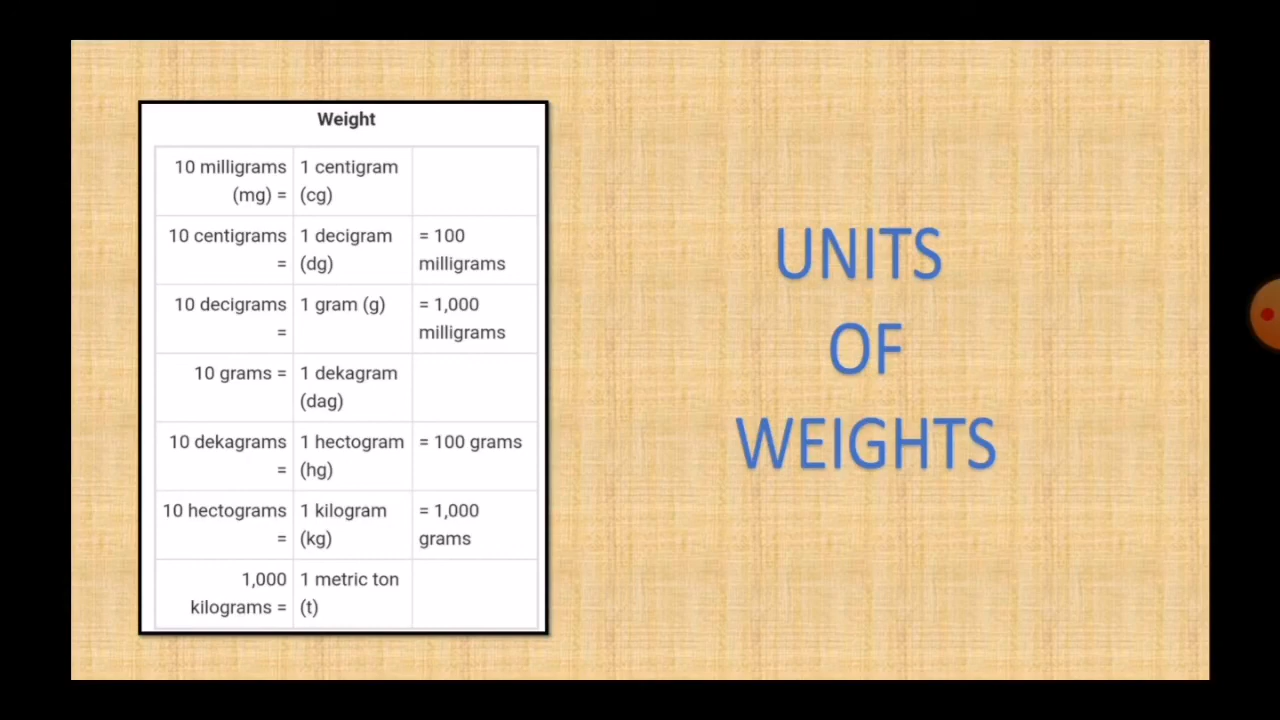 Weight
10 milligrams 1 centigram
(mg) = (cg)
10 centigrams 1 decigram = 100
= (dg) milligrams
10 decigrams 1 gram (g) = 1,000
= milligrams
10 grams = 1 dekagram
(dag)
10 dekagrams 1 hectogram = 100 grams
= (hg)
10 hectograms 1 kilogram = 1,000
= (kg) grams
1,000 1 metric ton
kilograms = (t)
UNITS
OF
WEIGHTS